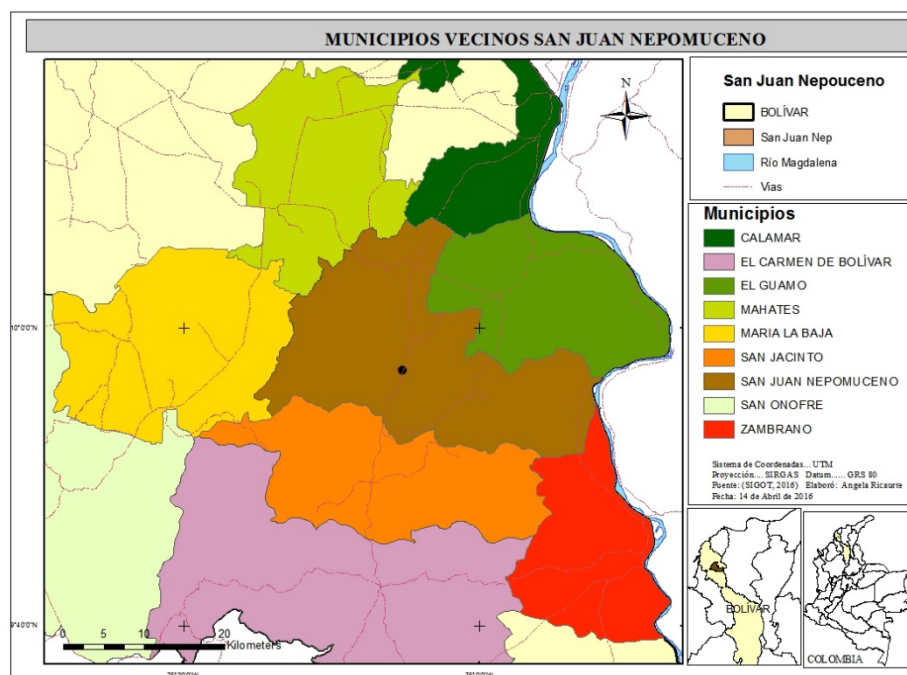 MUNICIPIOS VECINOS SAN JUAN NEPOMUCENO
N
10°0'0"N
9°40'0"N
0 5 10 20
Kilometers
75°10'0"W
San Juan Nepouceno
BOLÍVAR
San Juan Nep
Río Magdalena
Vias
Municipios
CALAMAR
EL CARMEN DE BOLÍVAR
EL GUAMO
MAHATES
MARIA LA BAJA
SAN JACINTO
SAN JUAN NEPOMUCENO
SAN ONOFRE
ZAMBRANO
Sistema de Coordenadas... UTM
Proyección.... SIRGAS Datum...... GRS 80
Fuente: (SIGOT, 2016) Elaboró: Angela Ricaurte
Fecha: 14 de Abril de 2016
BOLÍVAR
COLOMBIA